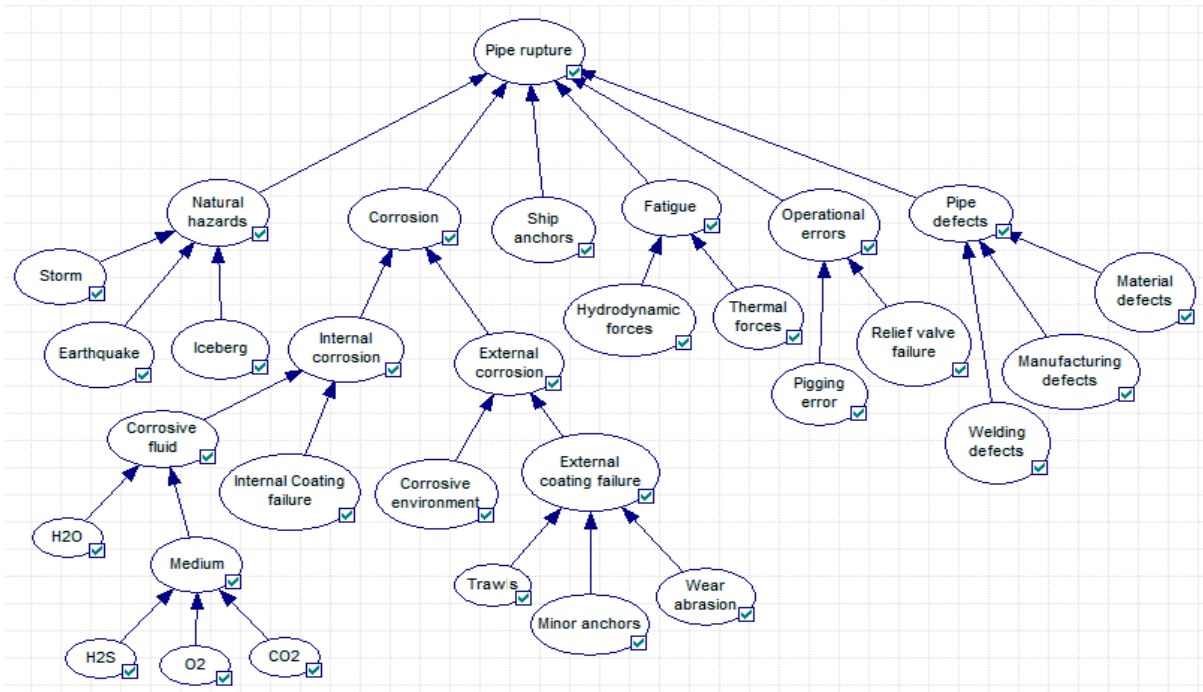 Pipe rupture
Natural
hazards
Corrosion
Ship
anchors
Fatigue
Operational
errors
Pipe
defects
Storm
Earthquake
Iceberg
Internal
corrosion
External
corrosion
Hydrodynamic
forces
Thermal
forces
Pigging
error
Relief valve
failure
Welding
defects
Manufacturing
defects
Material
defects
Corrosive
fluid
Internal Coating
failure
Corrosive
environment
External
coating failure
H2O
Medium
Trawls
Minor anchors
Wear
abrasion
H2S
O2
CO2